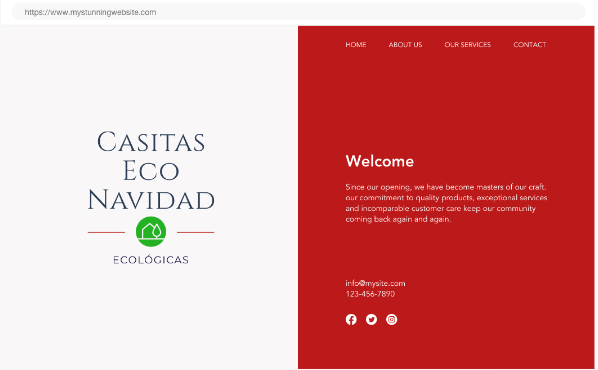 https://www.mystunningwebsite.com
HOME ABOUT US OUR SERVICES CONTACT
CASITAS
ECO
NAVIDAD
ECOLÓGICAS
Welcome
Since our opening, we have become masters of our craft.
our commitment to quality products, exceptional services
and incomparable customer care keep our community
coming back again and again.
info@mysite.com
123-456-7890